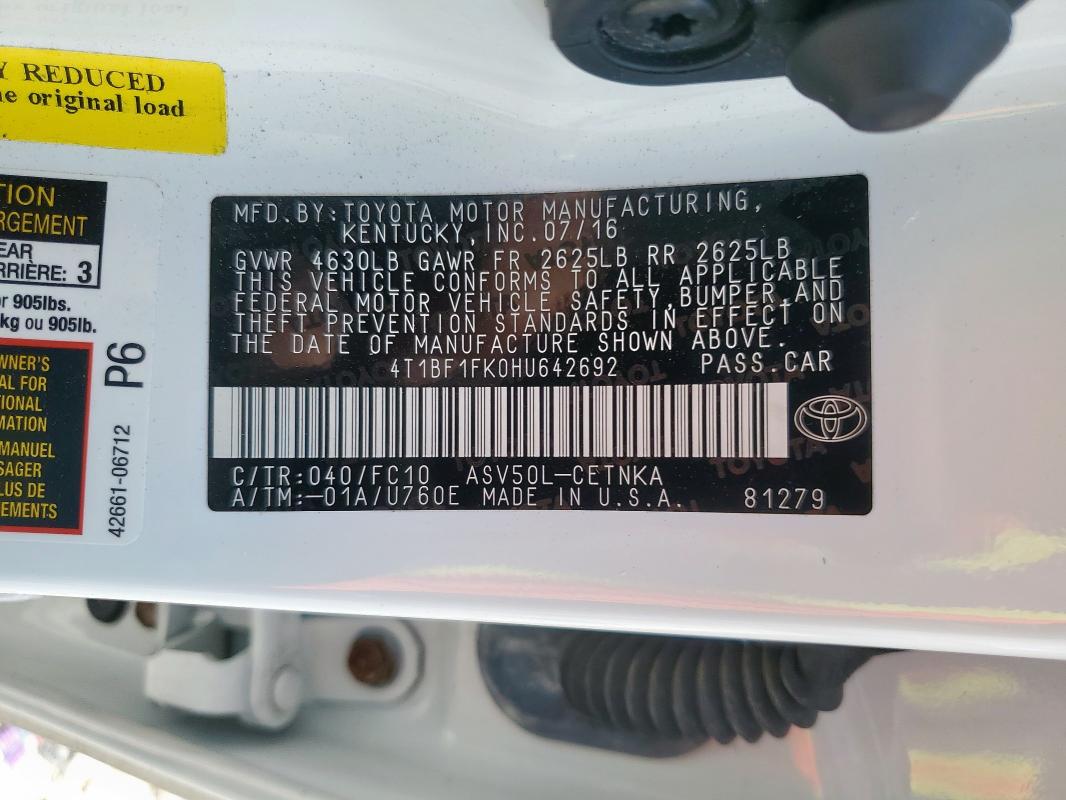 Y REDUCED
he original load
TION
RGEMENT
EAR
RRIÈRE: 3
or 905lbs.
kg ou 905lb.
WNER'S
AL FOR
TIONAL
MATION
MANUEL
SAGER
LUS DE
EMENTS
P6
42661-06712
MFD.BY:TOYOTA MOTOR MANUFACTURING,
KENTUCKY,INC.07/16
GVWR 4630LB GAWR FR 2625LB RR 2625LB
THIS VEHICLE CONFORMS TO ALL APPLICABLE
FEDERAL MOTOR VEHICLE SAFETY,BUMPER,AND
THEFT PREVENTION STANDARDS IN EFFECT ON
THE DATE OF MANUFACTURE SHOWN ABOVE.
4T1BF1FK0HU642692 PASS.CAR
C/TR:040/FC10 ASV50L-CETNKA
A/TM:-01A/U760E MADE IN U.S.A. 81279